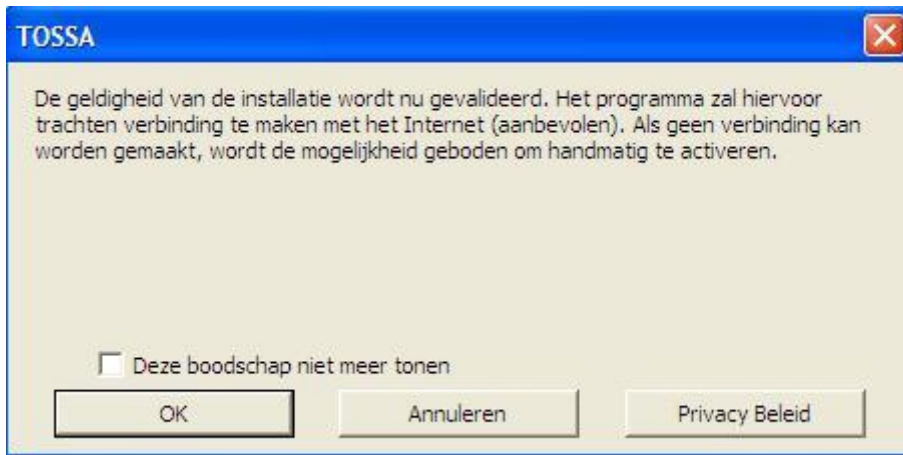 TOSSA
De geldigheid van de installatie wordt nu gevalideerd. Het programma zal hiervoor
trachten verbinding te maken met het Internet (aanbevolen). Als geen verbinding kan
worden gemaakt, wordt de mogelijkheid geboden om handmatig te activeren.
Deze boodschap niet meer tonen
OK
Annuleren
Privacy Beleid